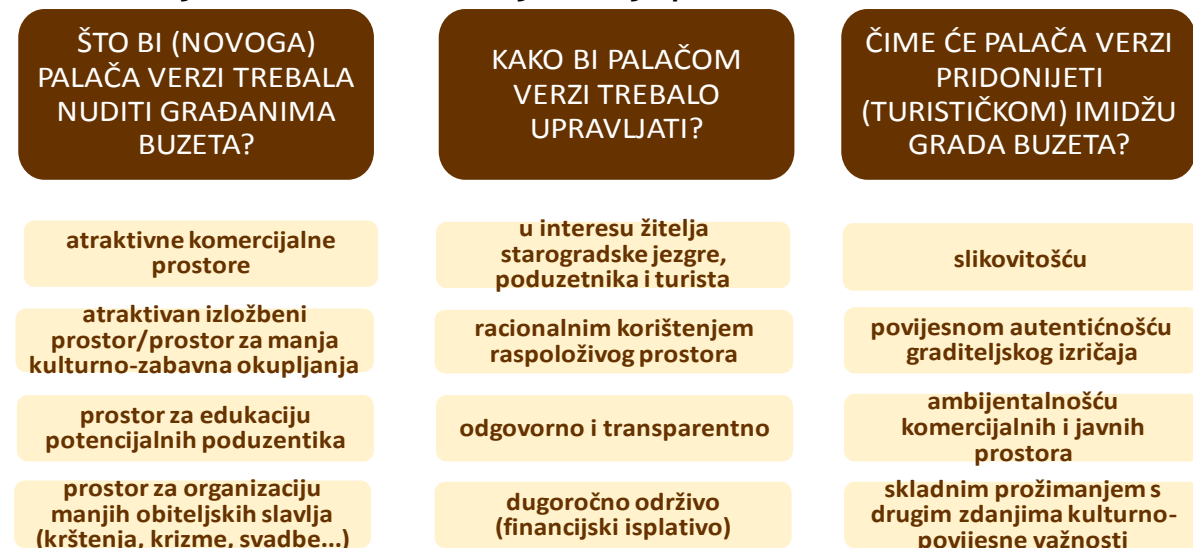 ŠTO BI (NOVOGA)
PALAČA VERZI TREBALA
NUDITI GRAĐANIMA
BUZETA?
atraktivne komercijalne
prostore
atraktivan izložbeni
prostor/prostor za manja
kulturno-zabavna okupljanja
prostor za edukaciju
potencijalnih poduzentika
prostor za organizaciju
manjih obiteljskih slavlja
(krštenja, krizme, svadbe...)
KAKO BI PALAČOM
VERZI TREBALO
UPRAVLJATI?
u interesu žitelja
starogradske jezgre,
poduzetnika i turista
racionalnim korištenjem
raspoloživog prostora
odgovorno i transparentno
dugoročno održivo
(financijski isplativo)
ČIME ĆE PALAČA VERZI
PRIDONIJETI
(TURISTIČKOM) IMIDŽU
GRADA BUZETA?
slikovitošću
povijesnom autentićnošću
graditeljskog izričaja
ambijentalnošću
komercijalnih i javnih
prostora
skladnim prožimanjem s
drugim zdanjima kulturno-
povijesne važnosti